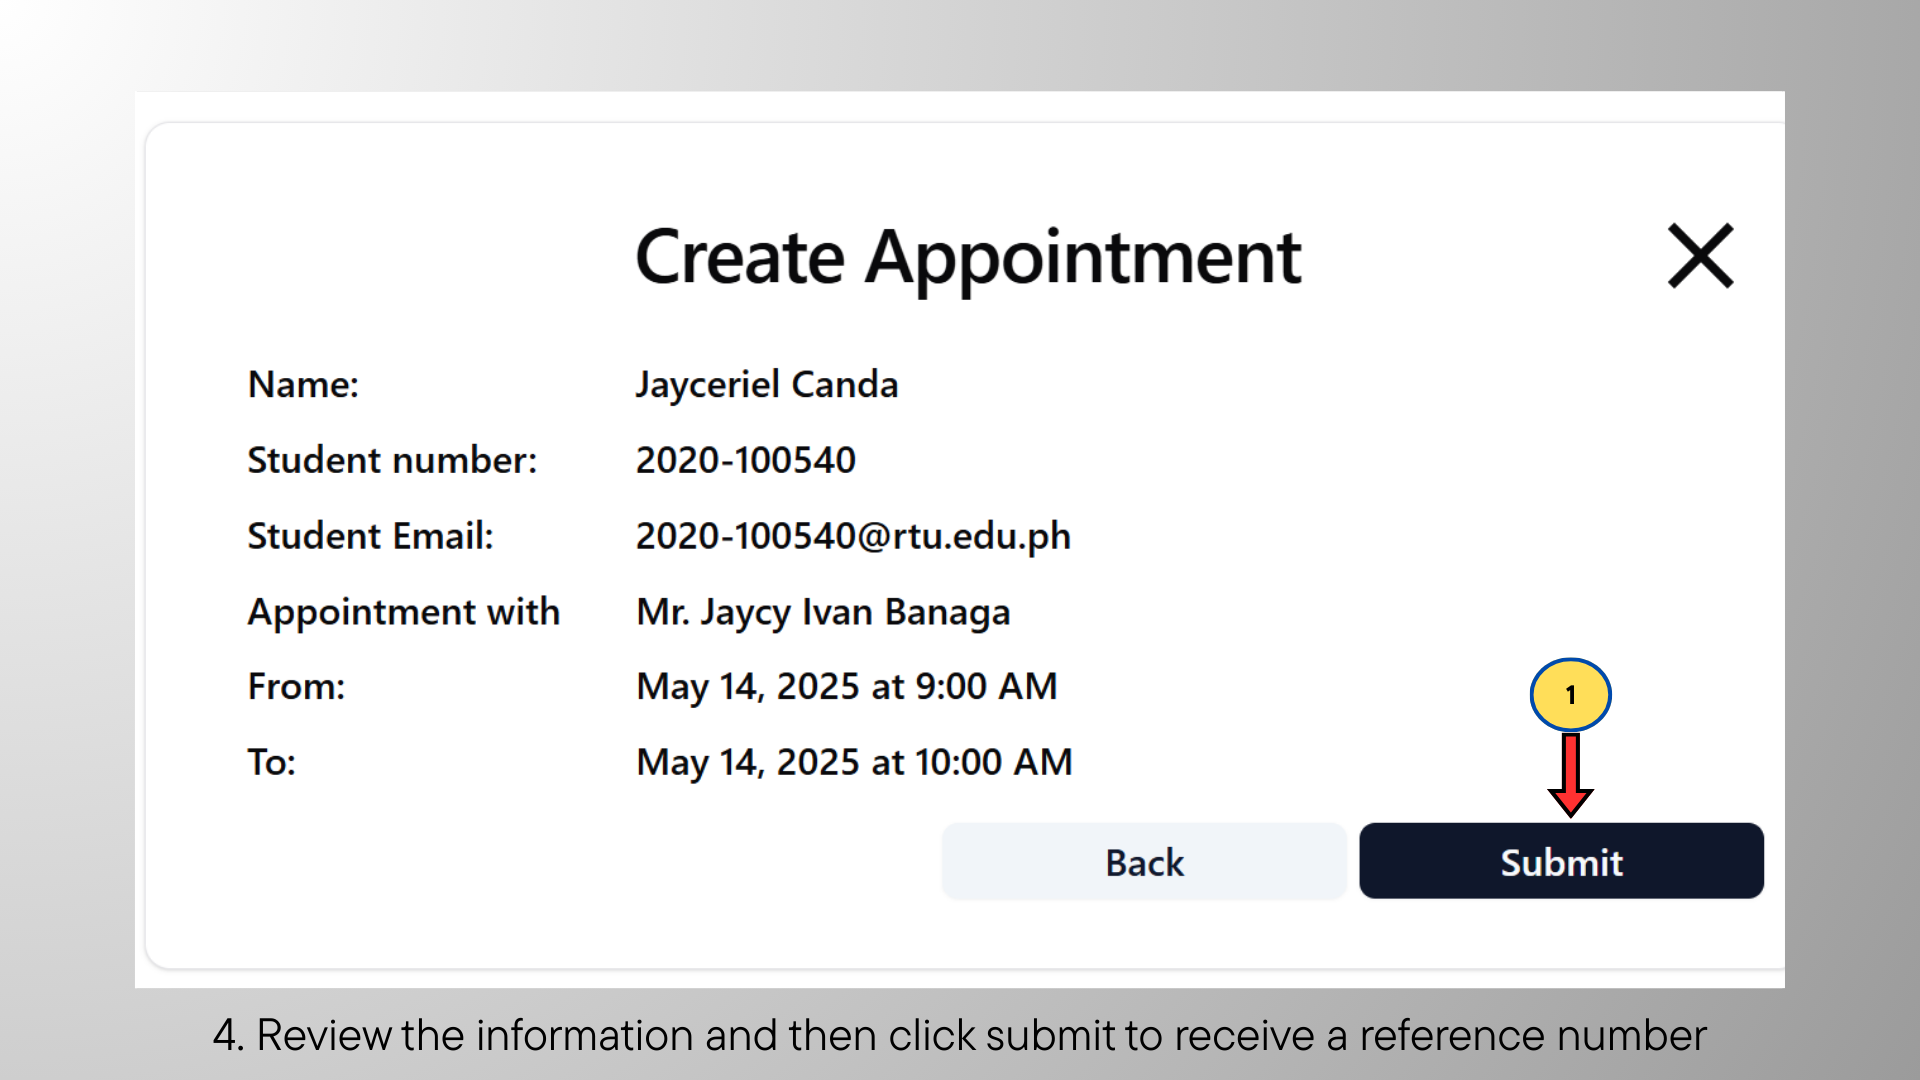 Create Appointment
Name: Jayceriel Canda
Student number: 2020-100540
Student Email: 2020-100540@rtu.edu.ph
Appointment with Mr. Jaycy Ivan Banaga
From: May 14, 2025 at 9:00 AM
To: May 14, 2025 at 10:00 AM
1
Back Submit
4. Review the information and then click submit to receive a reference number